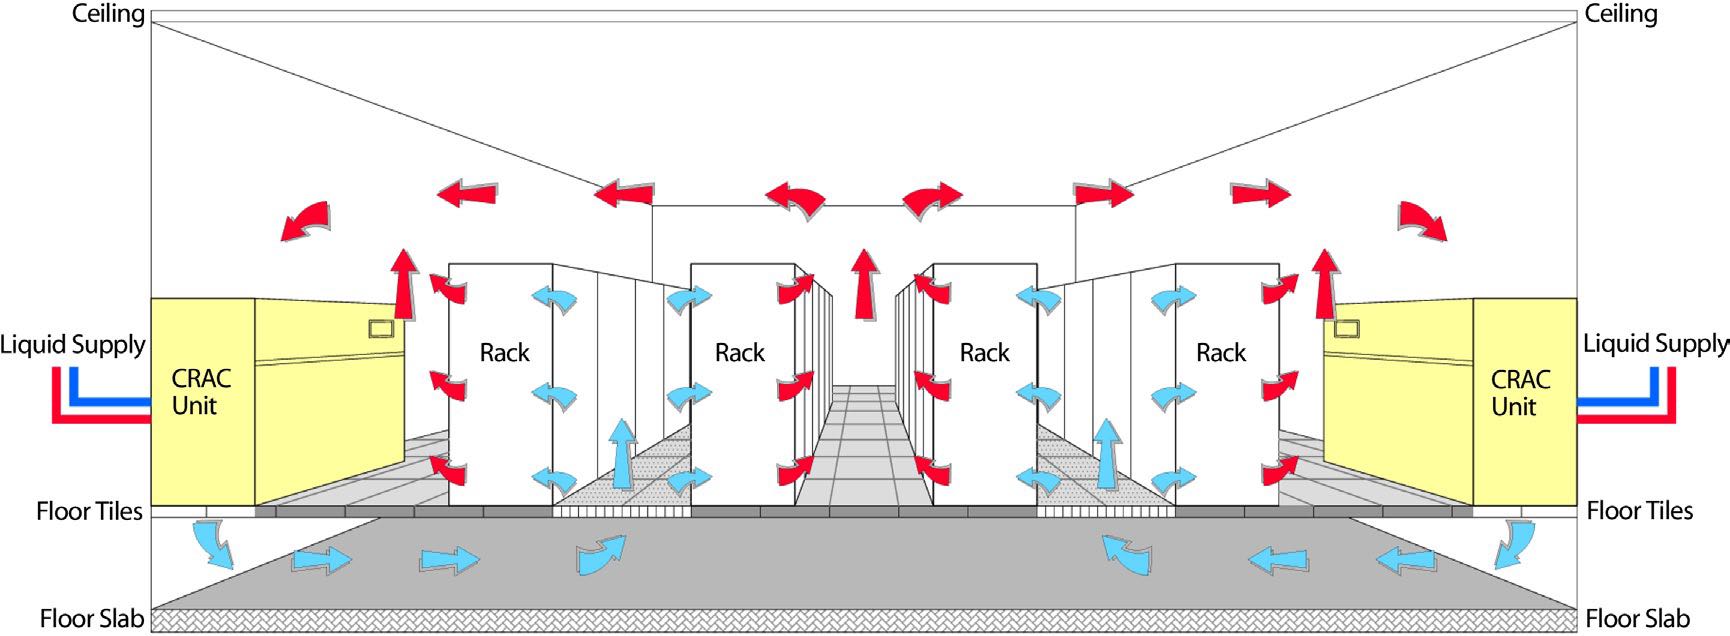 Ceiling
Ceiling
Liquid Supply
Liquid Supply
Rack
Rack
Rack
Rack
CRAC
Unit
CRAC
Unit
Floor Tiles
Floor Tiles
Floor Slab
Floor Slab